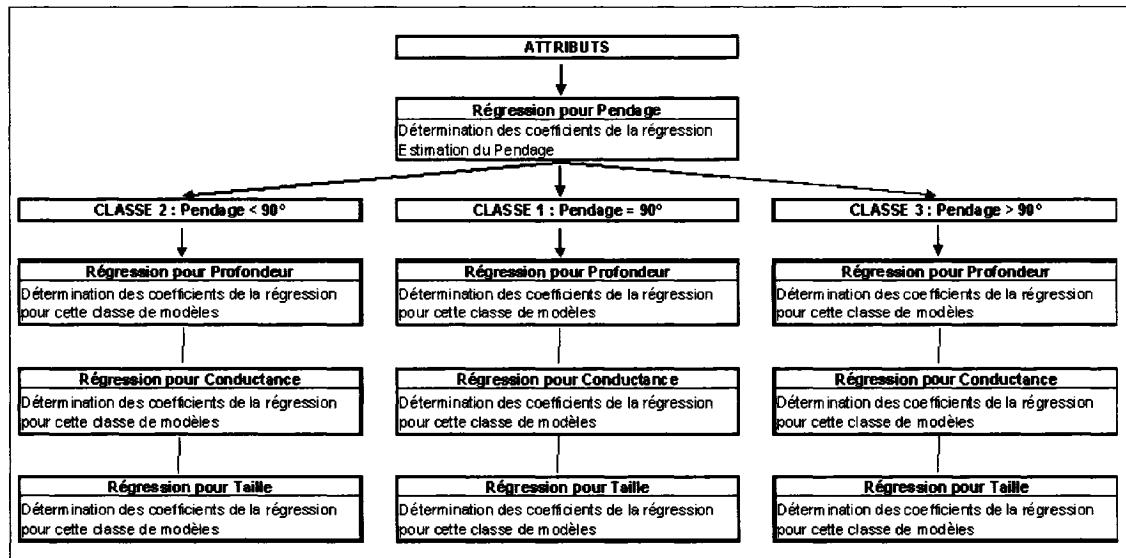 ATTRIBUTS
Régression pour Pendage
Détermination des coefficients de la régression
Estimation du Pendage
CLASSE 2 : Pendage < 90°
CLASSE 1 : Pendage = 90°
CLASSE 3 : Pendage > 90°
Régression pour Profondeur
Détermination des coefficients de la régression
pour cette classe de modèles
Régression pour Profondeur
Détermination des coefficients de la régression
pour cette classe de modèles
Régression pour Profondeur
Détermination des coefficients de la régression
pour cette classe de modèles
Régression pour Conductance
Détermination des coefficients de la régression
pour cette classe de modèles
Régression pour Conductance
Détermination des coefficients de la régression
pour cette classe de modèles
Régression pour Conductance
Détermination des coefficients de la régression
pour cette classe de modèles
Régression pour Taille
Détermination des coefficients de la régression
pour cette classe de modèles
Régression pour Taille
Détermination des coefficients de la régression
pour cette classe de modèles
Régression pour Taille
Détermination des coefficients de la régression
pour cette classe de modèles